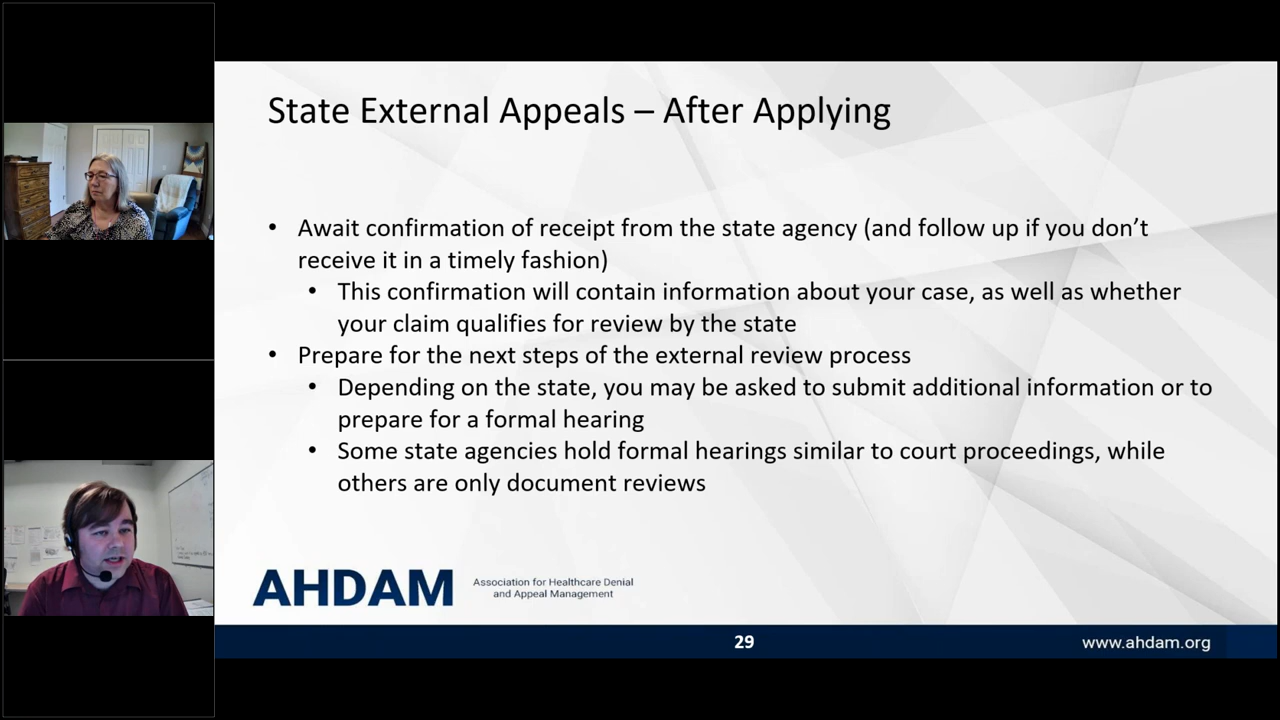 State External Appeals – After Applying
• Await confirmation of receipt from the state agency (and follow up if you don’t
receive it in a timely fashion)
• This confirmation will contain information about your case, as well as whether
your claim qualifies for review by the state
• Prepare for the next steps of the external review process
• Depending on the state, you may be asked to submit additional information or to
prepare for a formal hearing
• Some state agencies hold formal hearings similar to court proceedings, while
others are only document reviews
AHDAM
Association for Healthcare Denial
and Appeal Management
29
www.ahdam.org